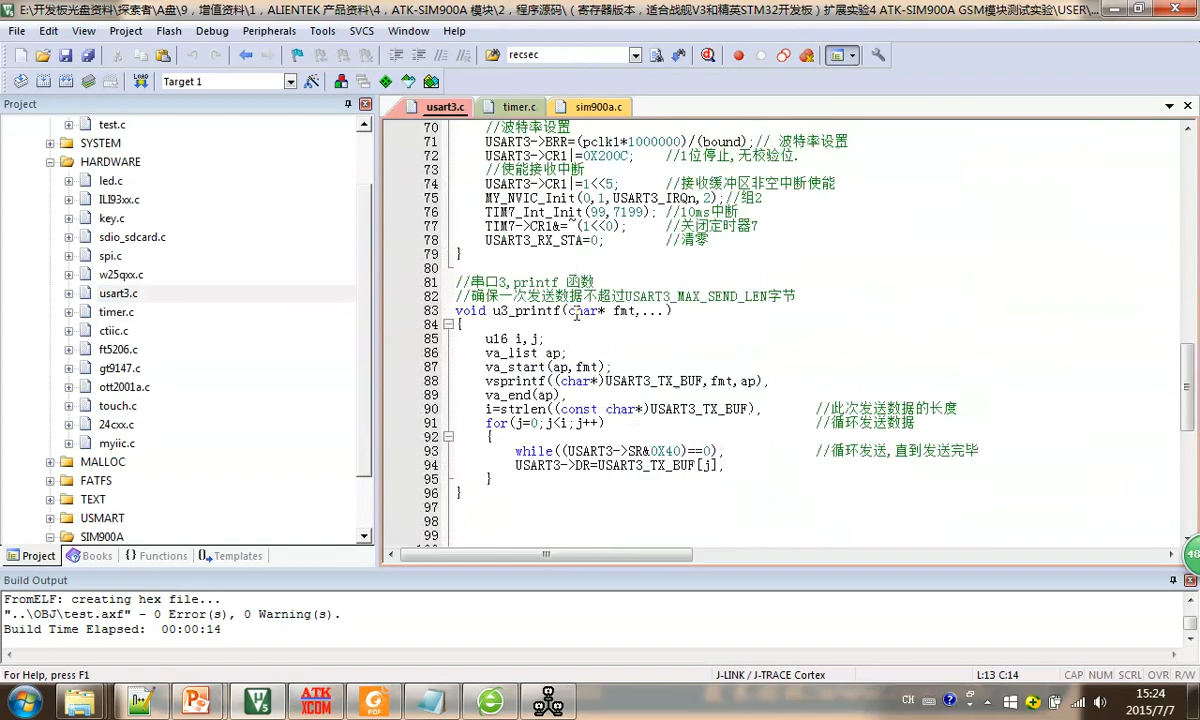 E:\开发板光盘资料\探索者\A盘\9，增值资料\1，ALIENTEK 产品资料\4，ATK-SIM900A 模块\2，程序源码\（寄存器版本，适合战舰V3和精英STM32开发板）扩展实验4 ATK-SIM900A GSM模块测试实验\USER\...
File Edit View Project Flash Debug Peripherals Tools SVCS Window Help
recsec
LOAD
Target 1
Project
usart3.c timer.c sim900a.c
test.c
SYSTEM
HARDWARE
led.c
ILI93xx.c
key.c
sdio_sdcard.c
spi.c
w25qxx.c
usart3.c
timer.c
ctiic.c
ft5206.c
gt9147.c
ott2001a.c
touch.c
24cxx.c
myiic.c
MALLOC
FATFS
TEXT
USMART
SIM900A
Project Books {} Functions Templates
70 //波特率设置
71 USART3->BRR=(pclk1*1000000)/(bound);// 波特率设置
72 USART3->CR1|=0X200C; //1位停止,无校验位.
73 //使能接收中断
74 USART3->CR1|=1<<5; //接收缓冲区非空中断使能
75 MY_NVIC_Init(0,1,USART3_IRQn,2);//组2
76 TIM7_Int_Init(99,7199); //10ms中断
77 TIM7->CR1&=~(1<<0); //关闭定时器7
78 USART3_RX_STA=0; //清零
79 }
80
81 //串口3,printf 函数
82 //确保一次发送数据不超过USART3_MAX_SEND_LEN字节
83 void u3_printf(char* fmt,...)
84 {
85 u16 i,j;
86 va_list ap;
87 va_start(ap,fmt);
88 vsprintf((char*)USART3_TX_BUF,fmt,ap);
89 va_end(ap);
90 i=strlen((const char*)USART3_TX_BUF); //此次发送数据的长度
91 for(j=0;j<i;j++) //循环发送数据
92 {
93 while((USART3->SR&0X40)==0); //循环发送,直到发送完毕
94 USART3->DR=USART3_TX_BUF[j];
95 }
96 }
97
98
99
48
Build Output
FromELF: creating hex file...
"..\OBJ\test.axf" - 0 Error(s), 0 Warning(s).
Build Time Elapsed: 00:00:14
For Help, press F1 J-LINK / J-TRACE Cortex L:13 C:14 CAP NUM SCRL OVR R/W
ATK XCOM
PDF
CH
15:24
2015/7/7